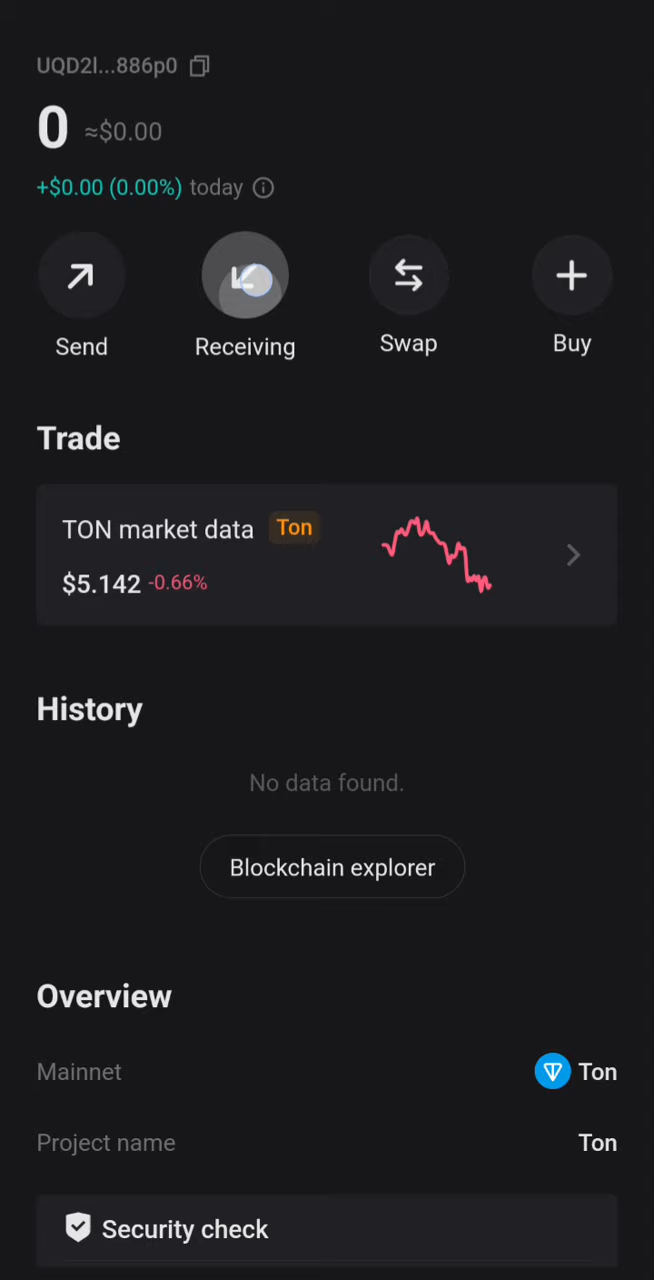 UQD2l...886p0
0 ≈$0.00
+$0.00 (0.00%) today
Send Receiving Swap Buy
Trade
TON market data Ton
$5.142 -0.66%
History
No data found.
Blockchain explorer
Overview
Mainnet Ton
Project name Ton
Security check